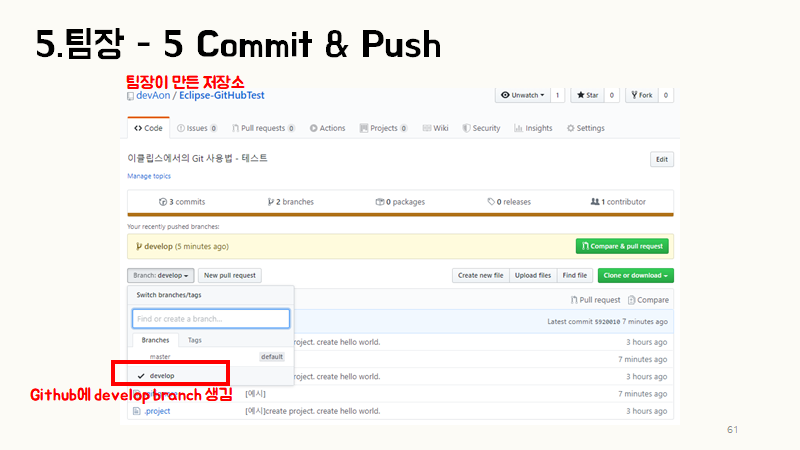 5.팀장 - 5 Commit & Push
팀장이 만든 저장소
devAon / Eclipse-GitHubTest
Unwatch 1 Star 0 Fork 0
Code Issues 0 Pull requests 0 Actions Projects 0 Wiki Security Insights Settings
이클립스에서의 Git 사용법 - 테스트
Edit
Manage topics
3 commits 2 branches 0 packages 0 releases 1 contributor
Your recently pushed branches:
develop (5 minutes ago)
Compare & pull request
Branch: develop New pull request Create new file Upload files Find file Clone or download
Switch branches/tags
Pull request Compare
Find or create a branch...
Latest commit 5920010 7 minutes ago
Branches Tags
project. create hello world. 3 hours ago
master default
7 minutes ago
develop
project. create hello world. 3 hours ago
Github에 develop branch 생김
[예시] 7 minutes ago
.project [예시]create project. create hello world. 3 hours ago
61